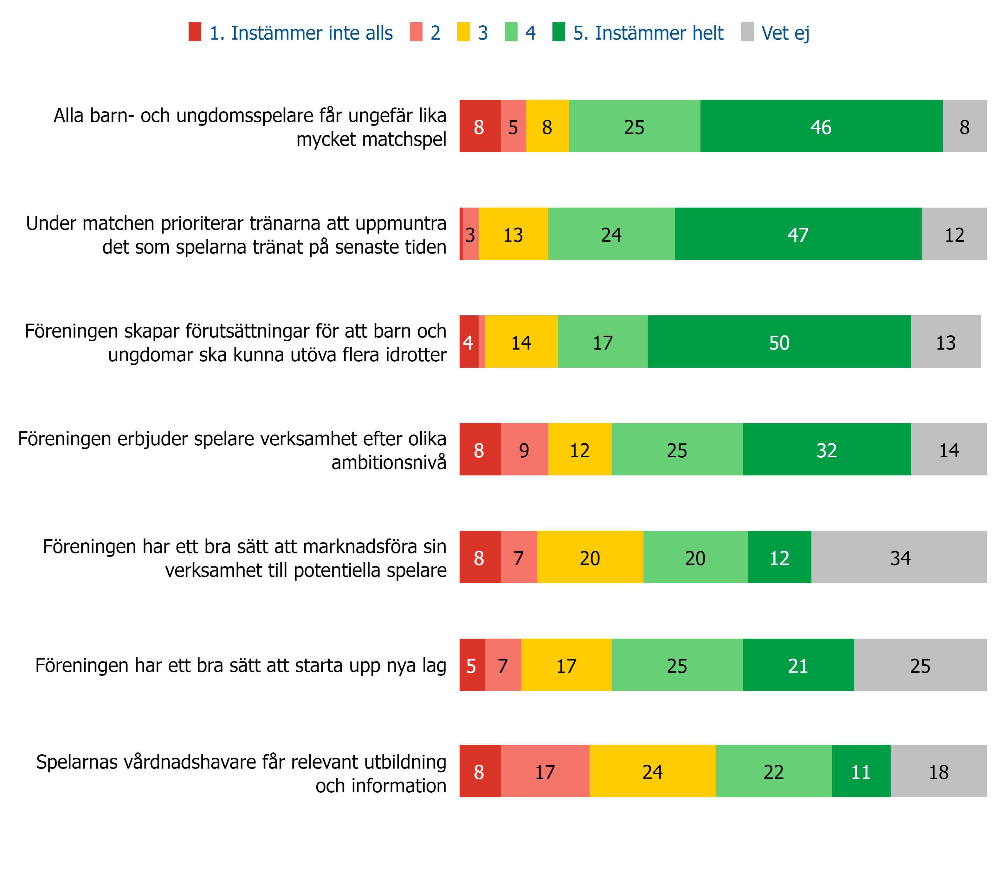 1. Instämmer inte alls 2 3 4 5. Instämmer helt Vet ej
Alla barn- och ungdomsspelare får ungefär lika
mycket matchspel
8 5 8 25 46 8
Under matchen prioriterar tränarna att uppmuntra
det som spelarna tränat på senaste tiden
3 13 24 47 12
Föreningen skapar förutsättningar för att barn och
ungdomar ska kunna utöva flera idrotter
4 14 17 50 13
Föreningen erbjuder spelare verksamhet efter olika
ambitionsnivå
8 9 12 25 32 14
Föreningen har ett bra sätt att marknadsföra sin
verksamhet till potentiella spelare
8 7 20 20 12 34
Föreningen har ett bra sätt att starta upp nya lag
5 7 17 25 21 25
Spelarnas vårdnadshavare får relevant utbildning
och information
8 17 24 22 11 18